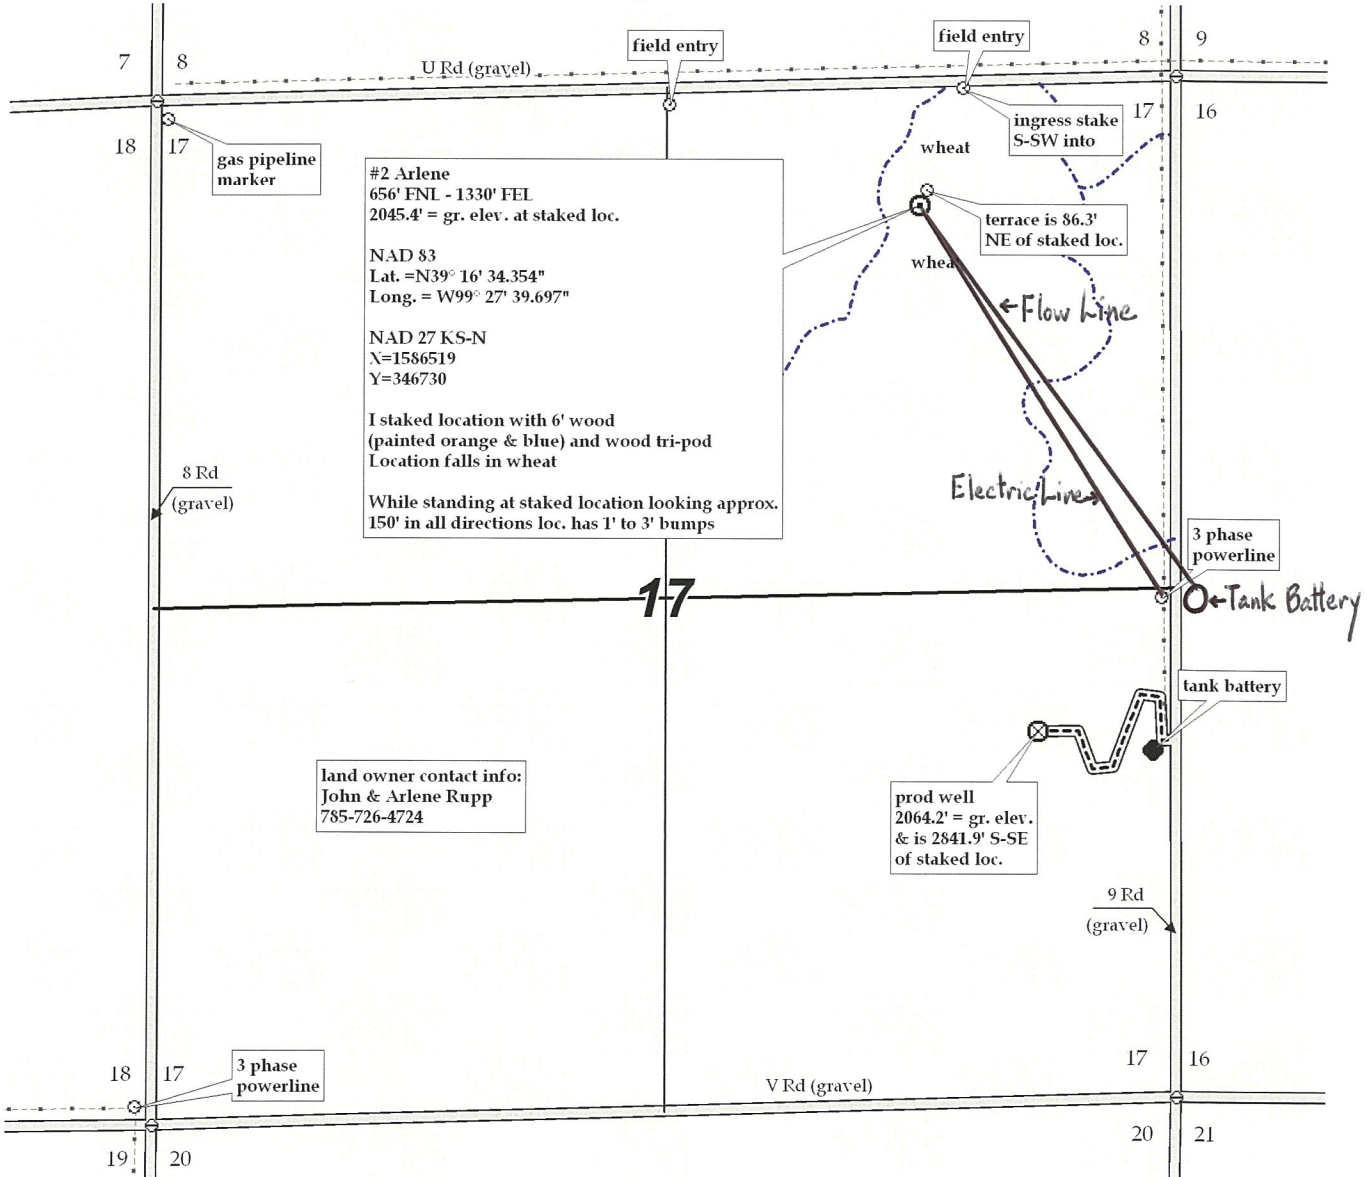 7
8
U Rd (gravel)
field entry
field entry
8
9
18
17
gas pipeline
marker
17
16
ingress stake
S-SW into
wheat
#2 Arlene
656' FNL - 1330' FEL
2045.4' = gr. elev. at staked loc.
NAD 83
Lat. =N39° 16' 34.354"
Long. = W99° 27' 39.697"
NAD 27 KS-N
X=1586519
Y=346730
I staked location with 6' wood
(painted orange & blue) and wood tri-pod
Location falls in wheat
While standing at staked location looking approx.
150' in all directions loc. has 1' to 3' bumps
terrace is 86.3'
NE of staked loc.
wheat
Flow Line
8 Rd
(gravel)
Electric Line
3 phase
powerline
17
Tank Battery
tank battery
land owner contact info:
John & Arlene Rupp
785-726-4724
prod well
2064.2' = gr. elev.
& is 2841.9' S-SE
of staked loc.
9 Rd
(gravel)
18
17
3 phase
powerline
V Rd (gravel)
17
16
19
20
20
21